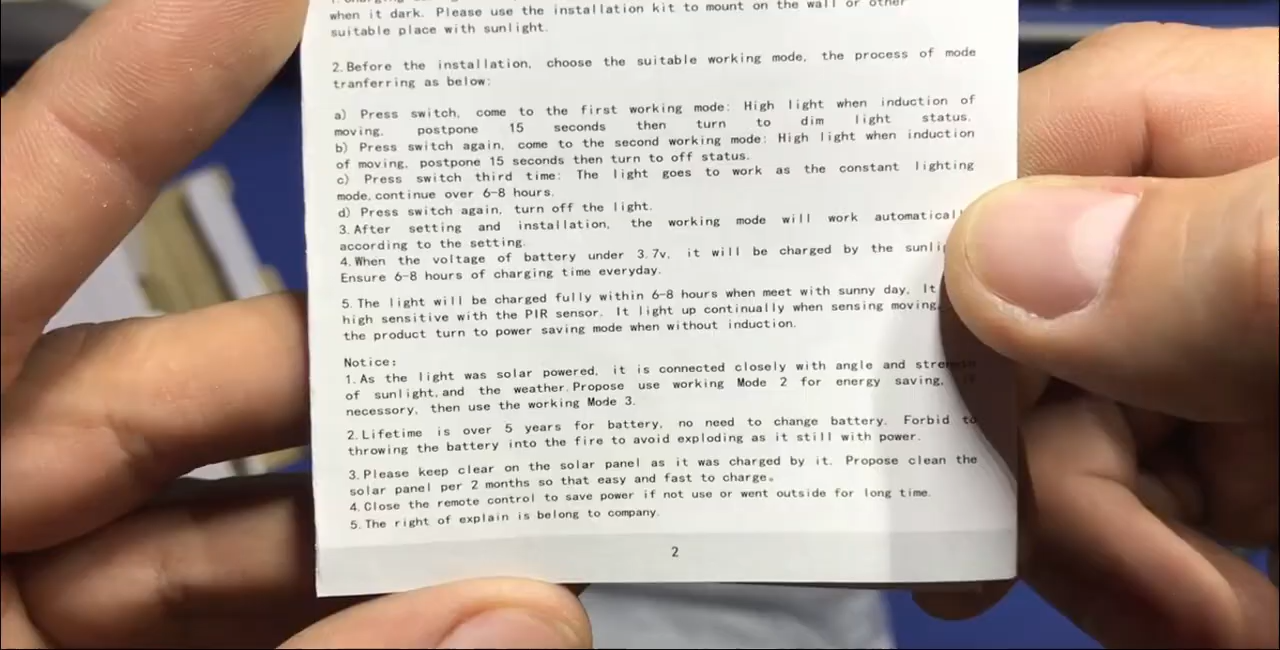 when it dark. Please use the installation kit to mount on the wall or other
suitable place with sunlight.
2.Before the installation, choose the suitable working mode, the process of mode
tranferring as below:
a) Press switch, come to the first working mode: High light when induction of
moving, postpone 15 seconds then turn to dim light status.
b) Press switch again, come to the second working mode: High light when induction
of moving, postpone 15 seconds then turn to off status.
c) Press switch third time: The light goes to work as the constant lighting
mode, continue over 6-8 hours.
d) Press switch again, turn off the light.
3.After setting and installation, the working mode will work automatical
according to the setting.
4.When the voltage of battery under 3.7v, it will be charged by the sunli
Ensure 6-8 hours of charging time everyday.
5.The light will be charged fully within 6-8 hours when meet with sunny day, It
high sensitive with the PIR sensor. It light up continually when sensing moving,
the product turn to power saving mode when without induction.
Notice:
1.As the light was solar powered, it is connected closely with angle and
of sunlight, and the weather.Propose use working Mode 2 for energy saving,
necessary, then use the working Mode 3.
2.Lifetime is over 5 years for battery, no need to change battery. Forbid to
throwing the battery into the fire to avoid exploding as it still with power.
3.Please keep clear on the solar panel as it was charged by it. Propose clean the
solar panel per 2 months so that easy and fast to charge。
4.Close the remote control to save power if not use or went outside for long time.
5.The right of explain is belong to company.
2